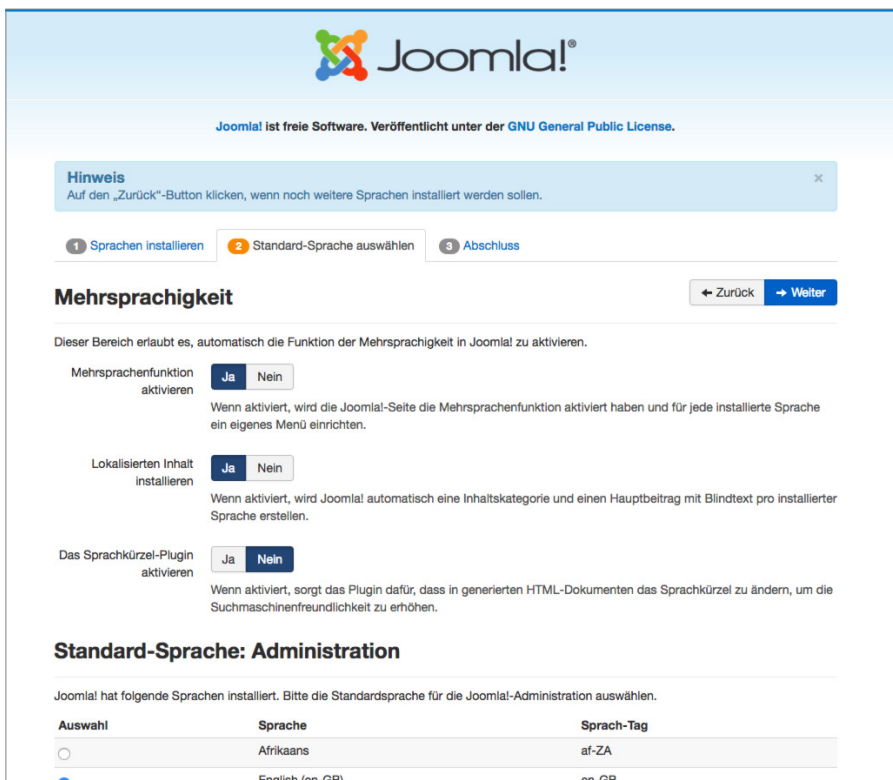 Joomla!®
Joomla! ist freie Software. Veröffentlicht unter der GNU General Public License.
Hinweis
×
Auf den „Zurück“-Button klicken, wenn noch weitere Sprachen installiert werden sollen.
1 Sprachen installieren
2 Standard-Sprache auswählen
3 Abschluss
Mehrsprachigkeit
← Zurück
→ Weiter
Dieser Bereich erlaubt es, automatisch die Funktion der Mehrsprachigkeit in Joomla! zu aktivieren.
Mehrsprachenfunktion
aktivieren
Ja Nein
Wenn aktiviert, wird die Joomla!-Seite die Mehrsprachenfunktion aktiviert haben und für jede installierte Sprache
ein eigenes Menü einrichten.
Lokalisierten Inhalt
installieren
Ja Nein
Wenn aktiviert, wird Joomla! automatisch eine Inhaltskategorie und einen Hauptbeitrag mit Blindtext pro installierter
Sprache erstellen.
Das Sprachkürzel-Plugin
aktivieren
Ja Nein
Wenn aktiviert, sorgt das Plugin dafür, dass in generierten HTML-Dokumenten das Sprachkürzel zu ändern, um die
Suchmaschinenfreundlichkeit zu erhöhen.
Standard-Sprache: Administration
Joomla! hat folgende Sprachen installiert. Bitte die Standardsprache für die Joomla!-Administration auswählen.
Auswahl Sprache Sprach-Tag
Afrikaans af-ZA
English (en-GB) en-GB